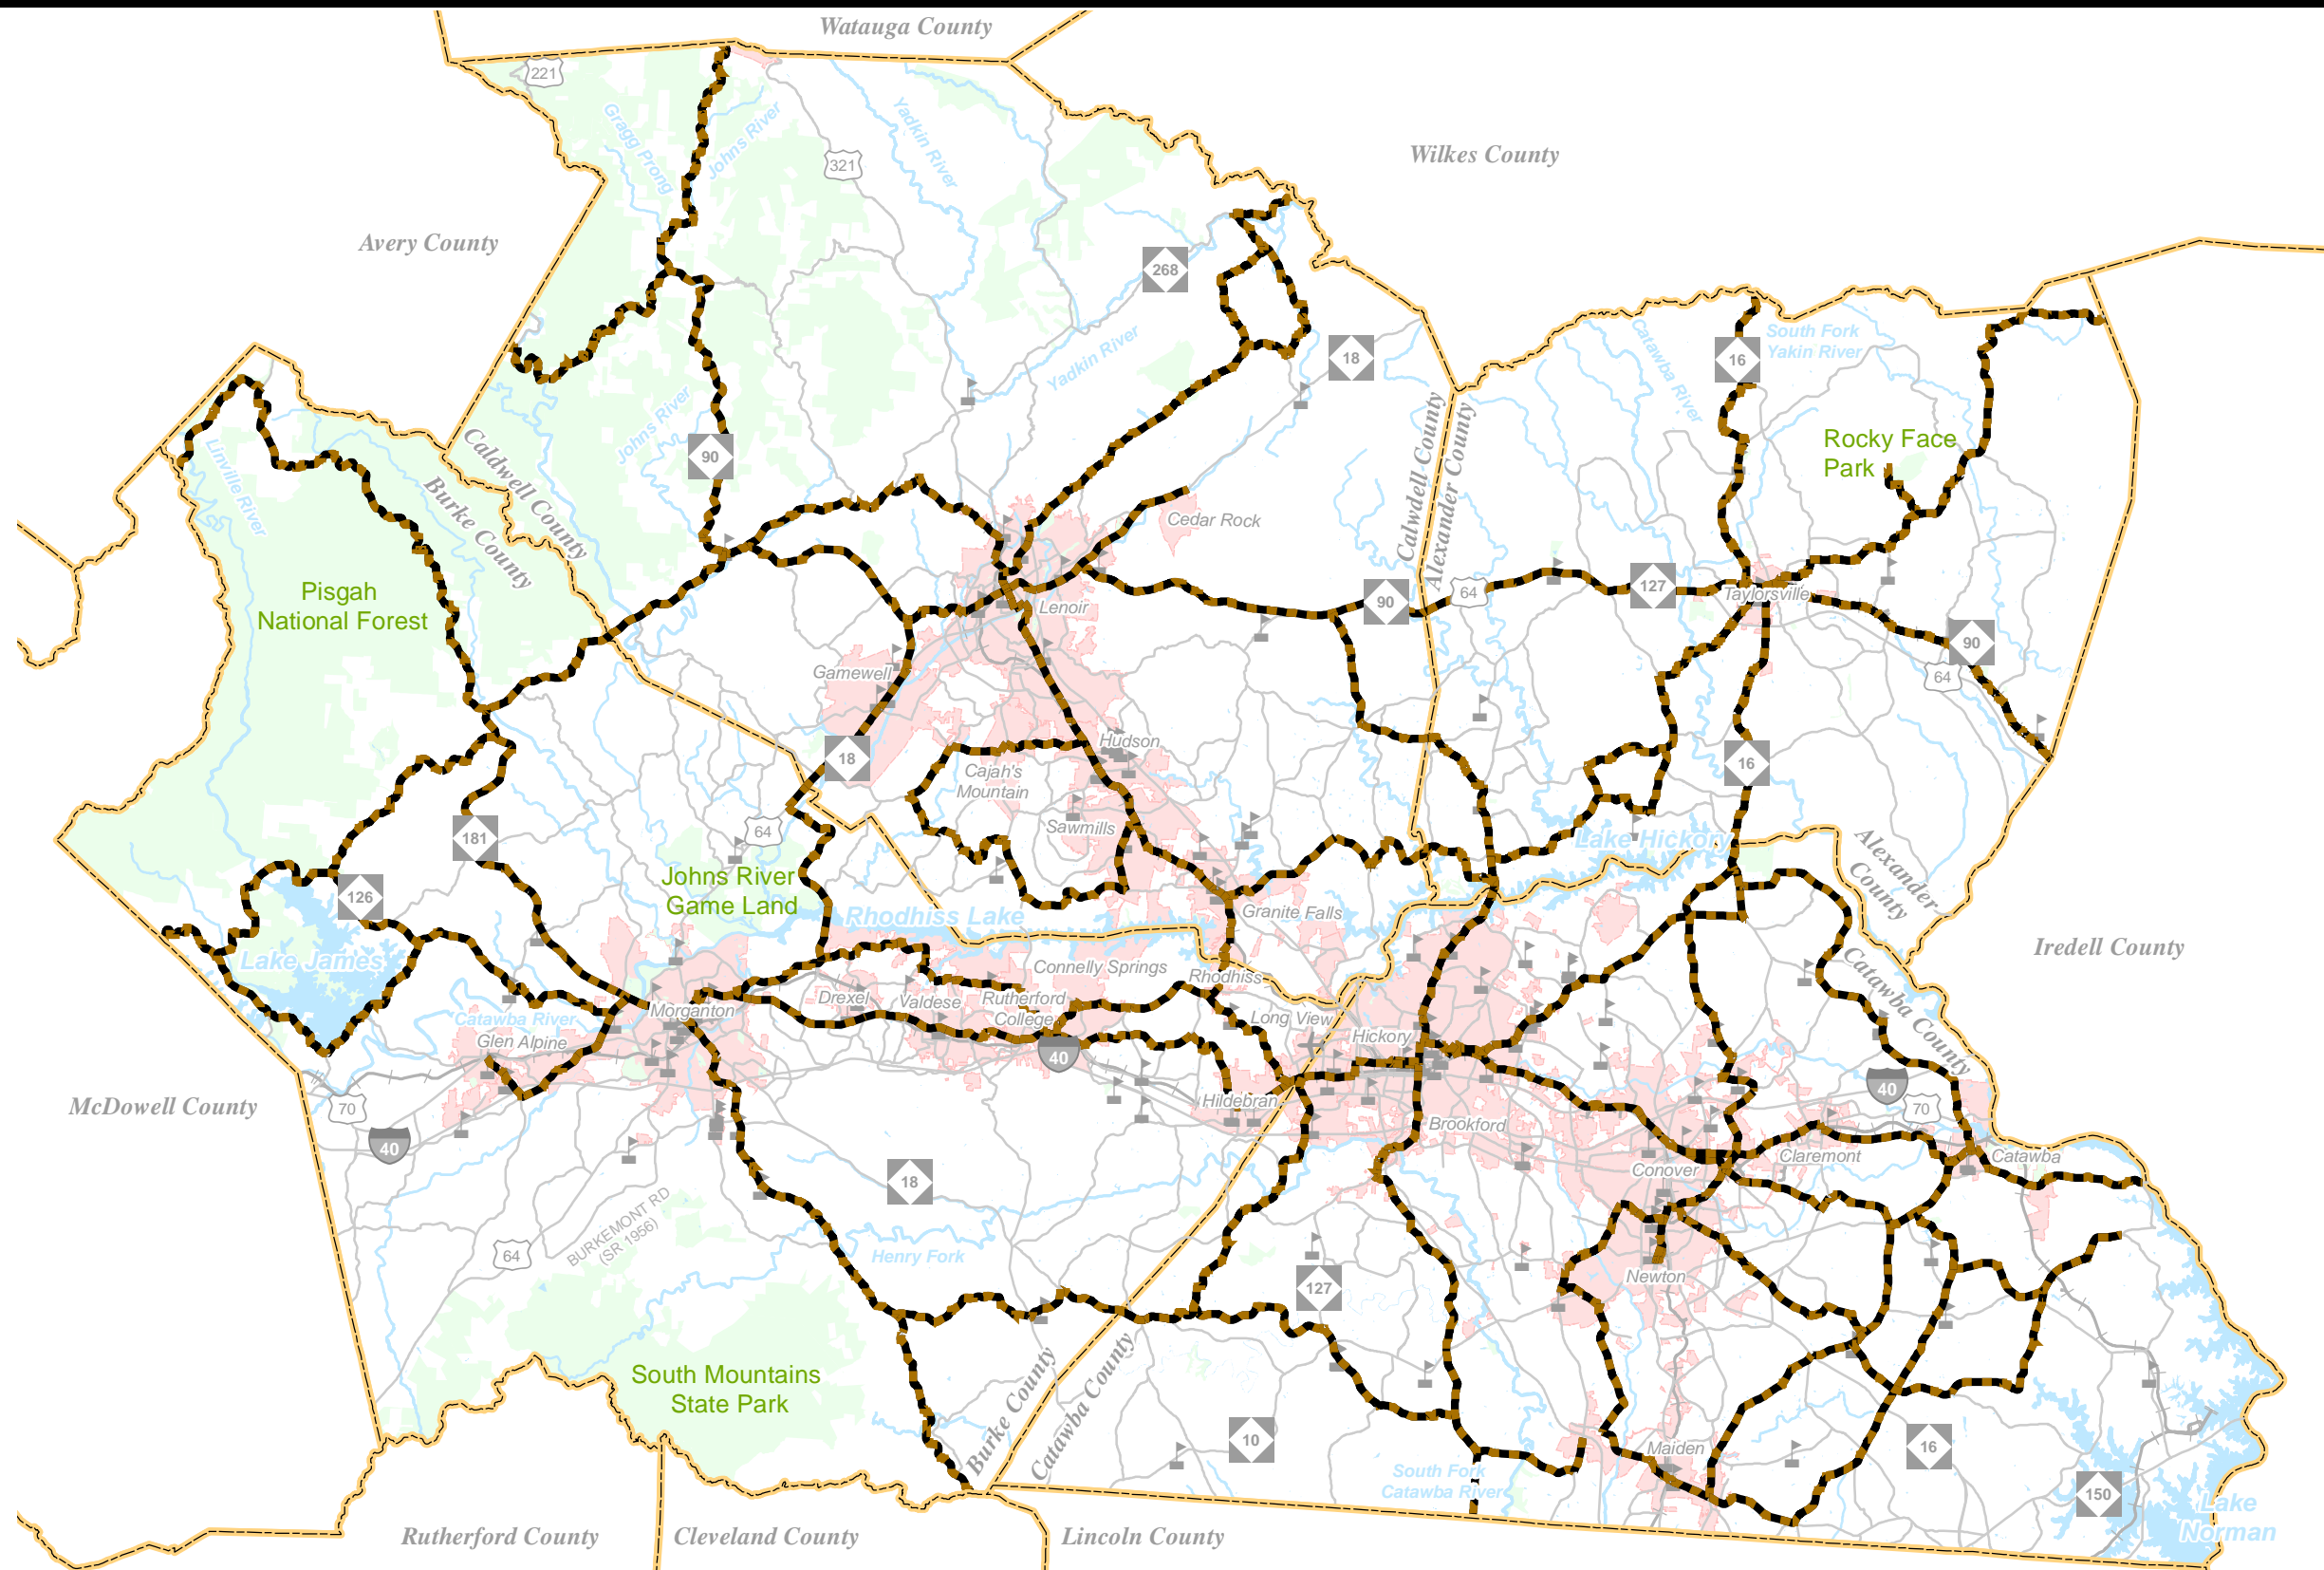 Watauga County
221
Gragg Prong
Johns River
Yadkin River
321
Wilkes County
Avery County
268
Yadkin River
18
16
South Fork
Yakin River
Catawba River
Johns River
90
Linville River
Caldwell County
Burke County
Calwdell County
Alexander County
Rocky Face
Park
Cedar Rock
Pisgah
National Forest
Lenoir
90
64
127
Taylorsville
90
64
Gamewell
18
Hudson
Cajah's
Mountain
Sawmills
16
64
181
Lake Hickory
Alexander
County
126
Johns River
Game Land
Rhodhiss Lake
Granite Falls
Lake James
Connelly Springs
Rhodhiss
Catawba County
Iredell County
Drexel
Valdese
Rutherford
College
Long View
Morganton
Catawba River
Glen Alpine
Hickory
40
40
70
McDowell County
70
40
Hildebran
Brookford
Conover
Claremont
Catawba
18
BURKEMONT RD
(SR 1956)
64
Henry Fork
127
Newton
South Mountains
State Park
Burke County
Catawba County
10
Maiden
16
South Fork
Catawba River
150
Lake
Norman
Rutherford County
Cleveland County
Lincoln County